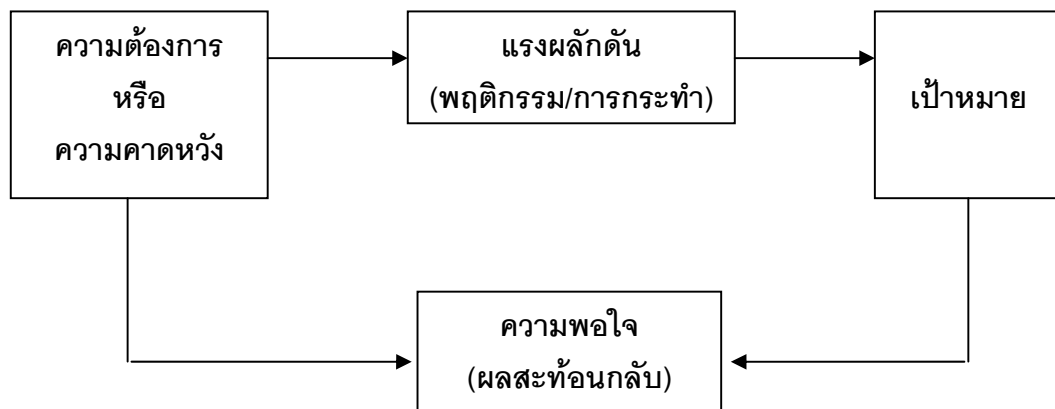 ความต้องการ
หรือ
ความคาดหวัง
แรงผลักดัน
(พฤติกรรม/การกระทำ)
เป้าหมาย
ความพอใจ
(ผลสะท้อนกลับ)